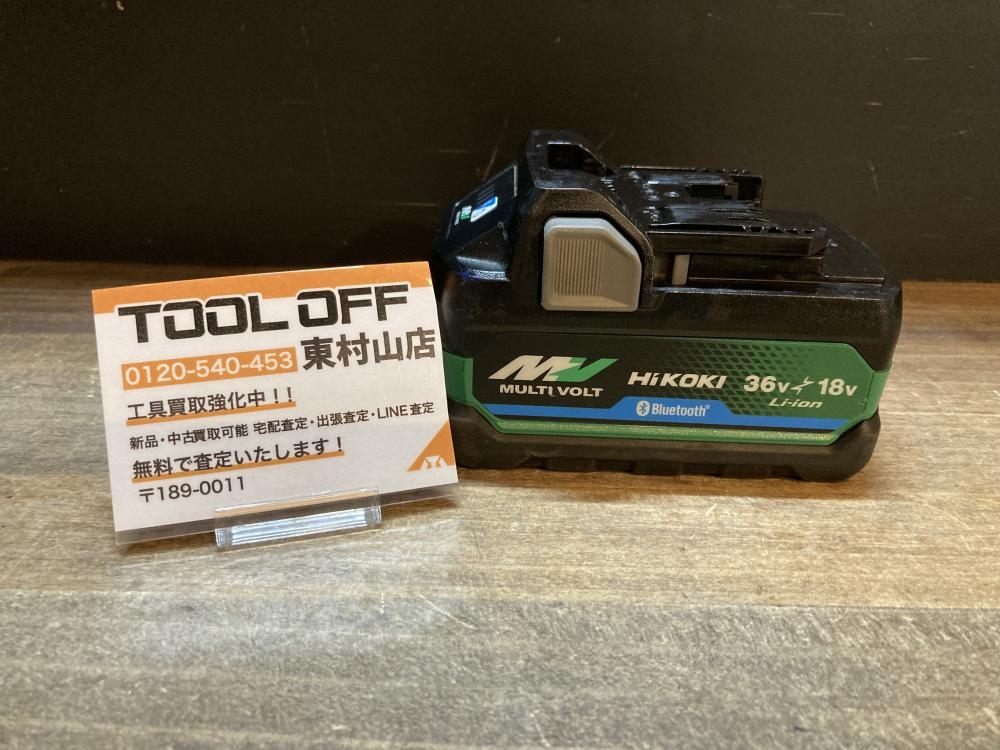 TOOL OFF
0120-540-453 東村山店
工具買取強化中!!
新品・中古買取可能 宅配査定・出張査定・LINE査定
無料で査定いたします!
〒189-0011
MV
MULTI VOLT
HiKOKI
36v 18v
Li-ion
Bluetooth®